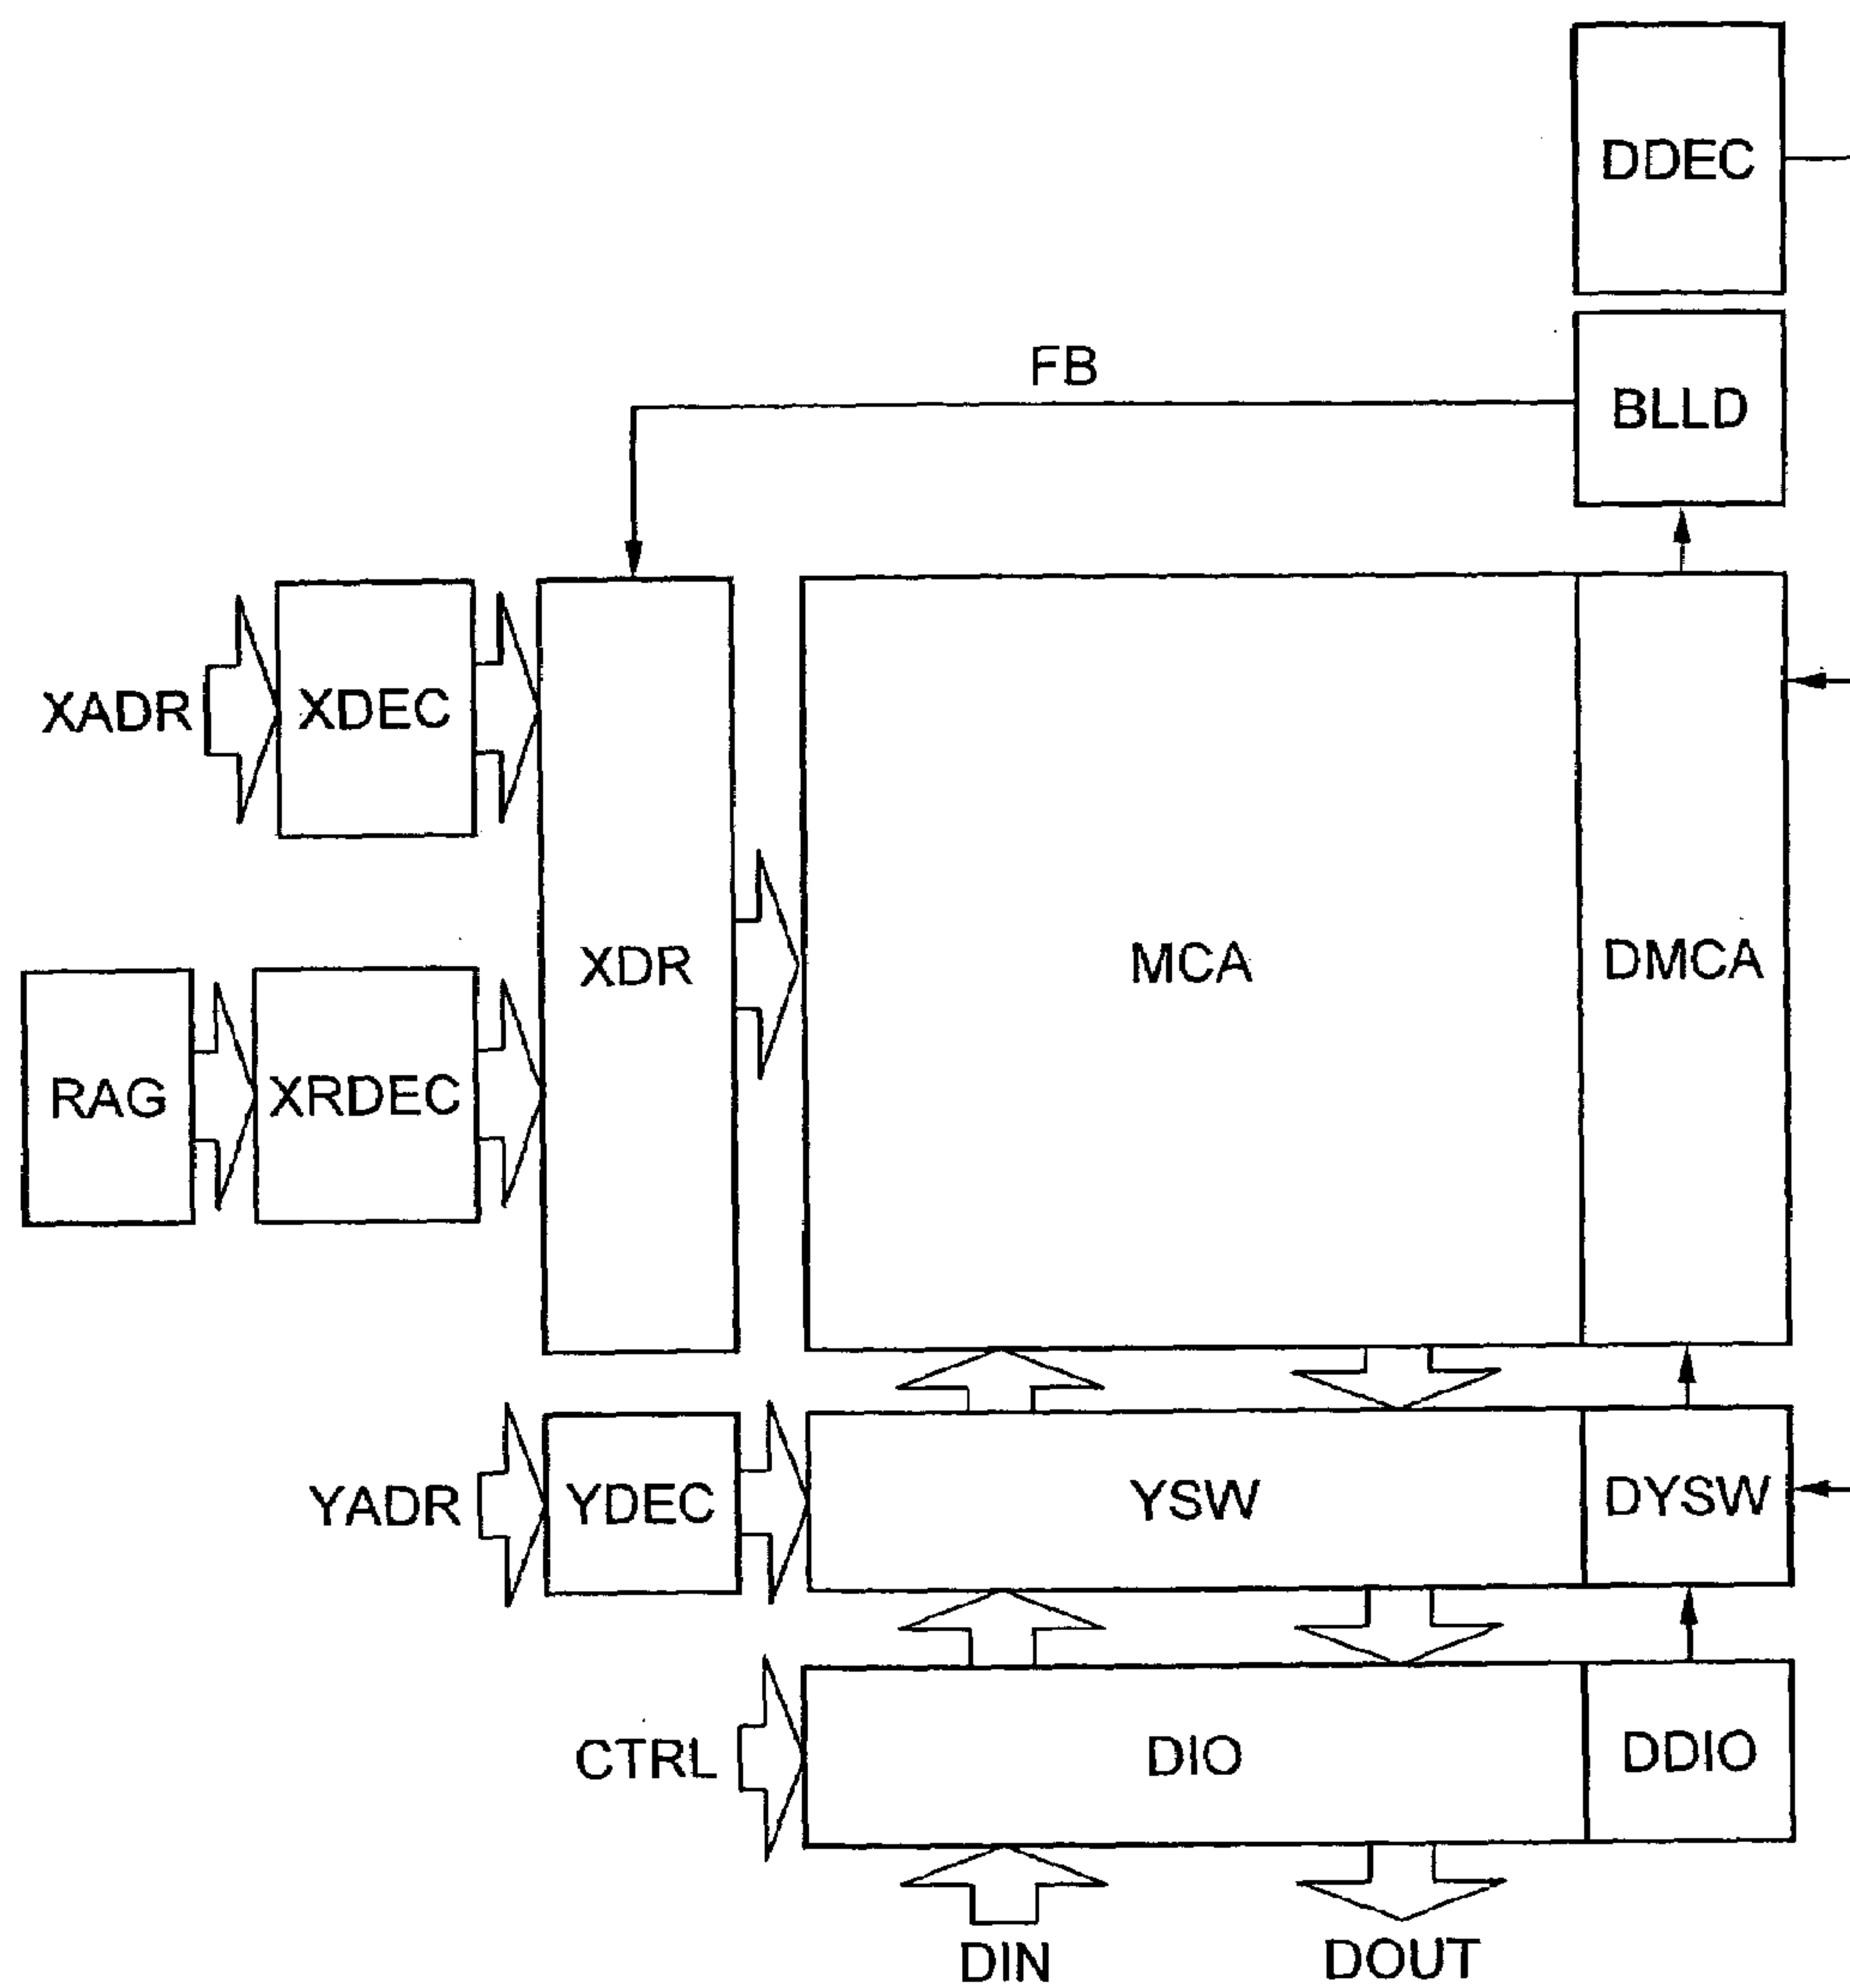 DDEC
FB
BLLD
XADR
XDEC
XDR
MCA
DMCA
RAG
XRDEC
YADR
YDEC
YSW
DYSW
CTRL
DIO
DDIO
DIN
DOUT